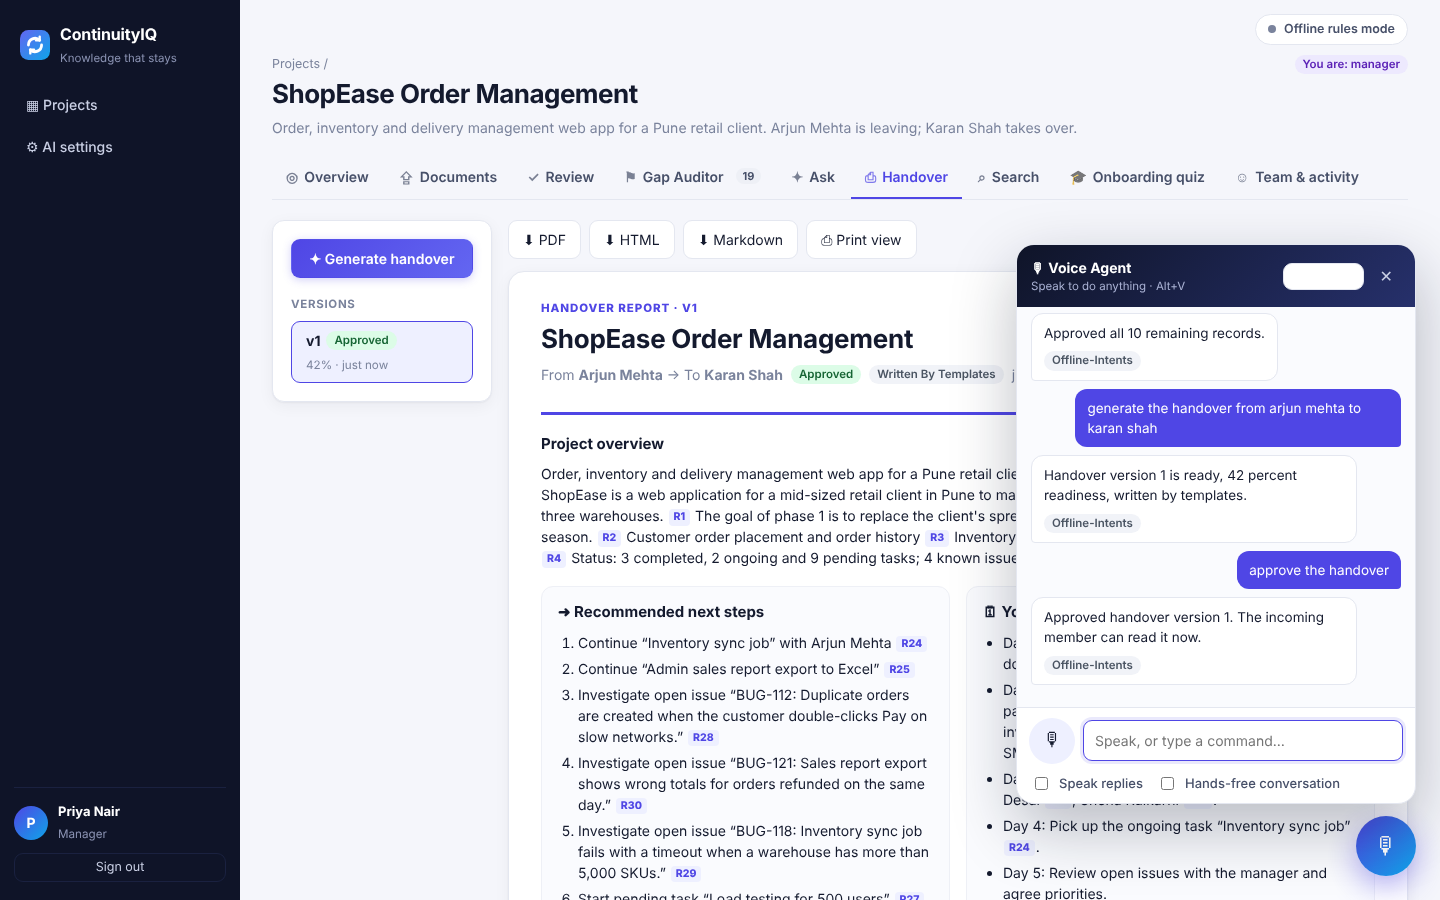 ContinuityIQ
Knowledge that stays
▦ Projects
⚙ AI settings
P
Priya Nair
Manager
Sign out
Offline rules mode
Projects /
You are: manager
ShopEase Order Management
Order, inventory and delivery management web app for a Pune retail client. Arjun Mehta is leaving; Karan Shah takes over.
◎ Overview
⇪ Documents
✓ Review
⚑ Gap Auditor 19
✦ Ask
⎙ Handover
⌕ Search
🎓 Onboarding quiz
☺ Team & activity
✦ Generate handover
VERSIONS
v1 Approved
42% · just now
⬇ PDF
⬇ HTML
⬇ Markdown
⎙ Print view
HANDOVER REPORT · V1
ShopEase Order Management
From Arjun Mehta → To Karan Shah Approved Written By Templates j
Project overview
Order, inventory and delivery management web app for a Pune retail clie
ShopEase is a web application for a mid-sized retail client in Pune to ma
three warehouses. R1 The goal of phase 1 is to replace the client's spre
season. R2 Customer order placement and order history R3 Inventory
R4 Status: 3 completed, 2 ongoing and 9 pending tasks; 4 known issue
➜ Recommended next steps
1. Continue “Inventory sync job” with Arjun Mehta R24
2. Continue “Admin sales report export to Excel” R25
3. Investigate open issue “BUG-112: Duplicate orders
are created when the customer double-clicks Pay on
slow networks.” R28
4. Investigate open issue “BUG-121: Sales report export
shows wrong totals for orders refunded on the same
day.” R30
5. Investigate open issue “BUG-118: Inventory sync job
fails with a timeout when a warehouse has more than
5,000 SKUs.” R29
6. Start pending task “Load testing for 500 users” R27
Day 4: Pick up the ongoing task “Inventory sync job”
R24 .
Day 5: Review open issues with the manager and
agree priorities.
🎙 Voice Agent
Speak to do anything · Alt+V
✕
Approved all 10 remaining records.
Offline-Intents
generate the handover from arjun mehta to
karan shah
Handover version 1 is ready, 42 percent
readiness, written by templates.
Offline-Intents
approve the handover
Approved handover version 1. The incoming
member can read it now.
Offline-Intents
Speak, or type a command...
Speak replies
Hands-free conversation